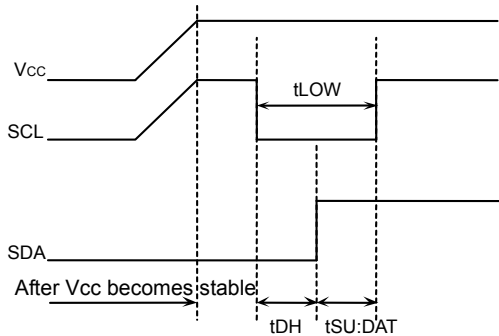 VCC
tLOW
SCL
SDA
After Vcc becomes stable
tDH
tSU:DAT